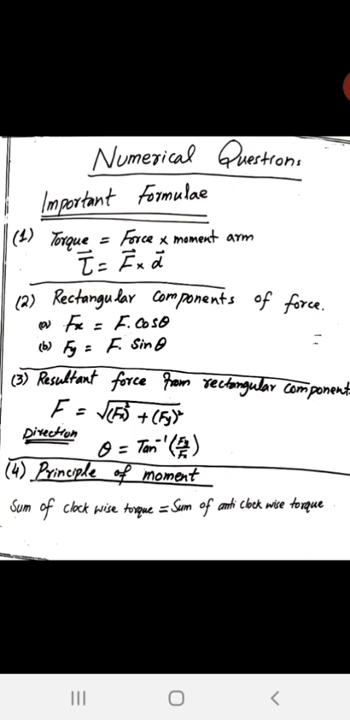 Numerical Questions
Important Formulae
(1) Torque = Force × moment arm
τ⃗ = F⃗ × d⃗
(2) Rectangular components of force.
(a) Fx = F. Cosθ
(b) Fy = F. Sinθ
=
(3) Resultant force from rectangular component
F = √(Fx)² + (Fy)²
Direction
θ = Tan⁻¹ (Fy/Fx)
(4) Principle of moment
Sum of clock wise torque = Sum of anti clock wise torque